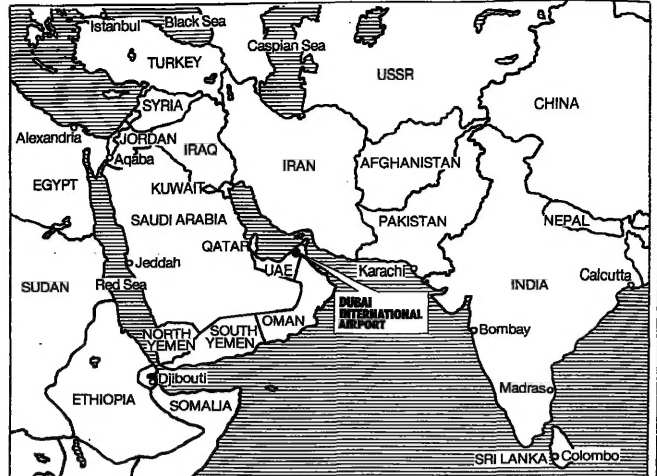 Istanbul
Black Sea
Caspian Sea
TURKEY
USSR
CHINA
SYRIA
Alexandria
JORDAN
IRAQ
IRAN
AFGHANISTAN
Aqaba
EGYPT
KUWAIT
SAUDI ARABIA
PAKISTAN
NEPAL
QATAR
Jeddah
UAE
Karachi
INDIA
Calcutta
SUDAN
Red Sea
DUBAI
INTERNATIONAL
AIRPORT
OMAN
NORTH
YEMEN
SOUTH
YEMEN
Bombay
Djibouti
ETHIOPIA
SOMALIA
Madras
SRI LANKA
Colombo